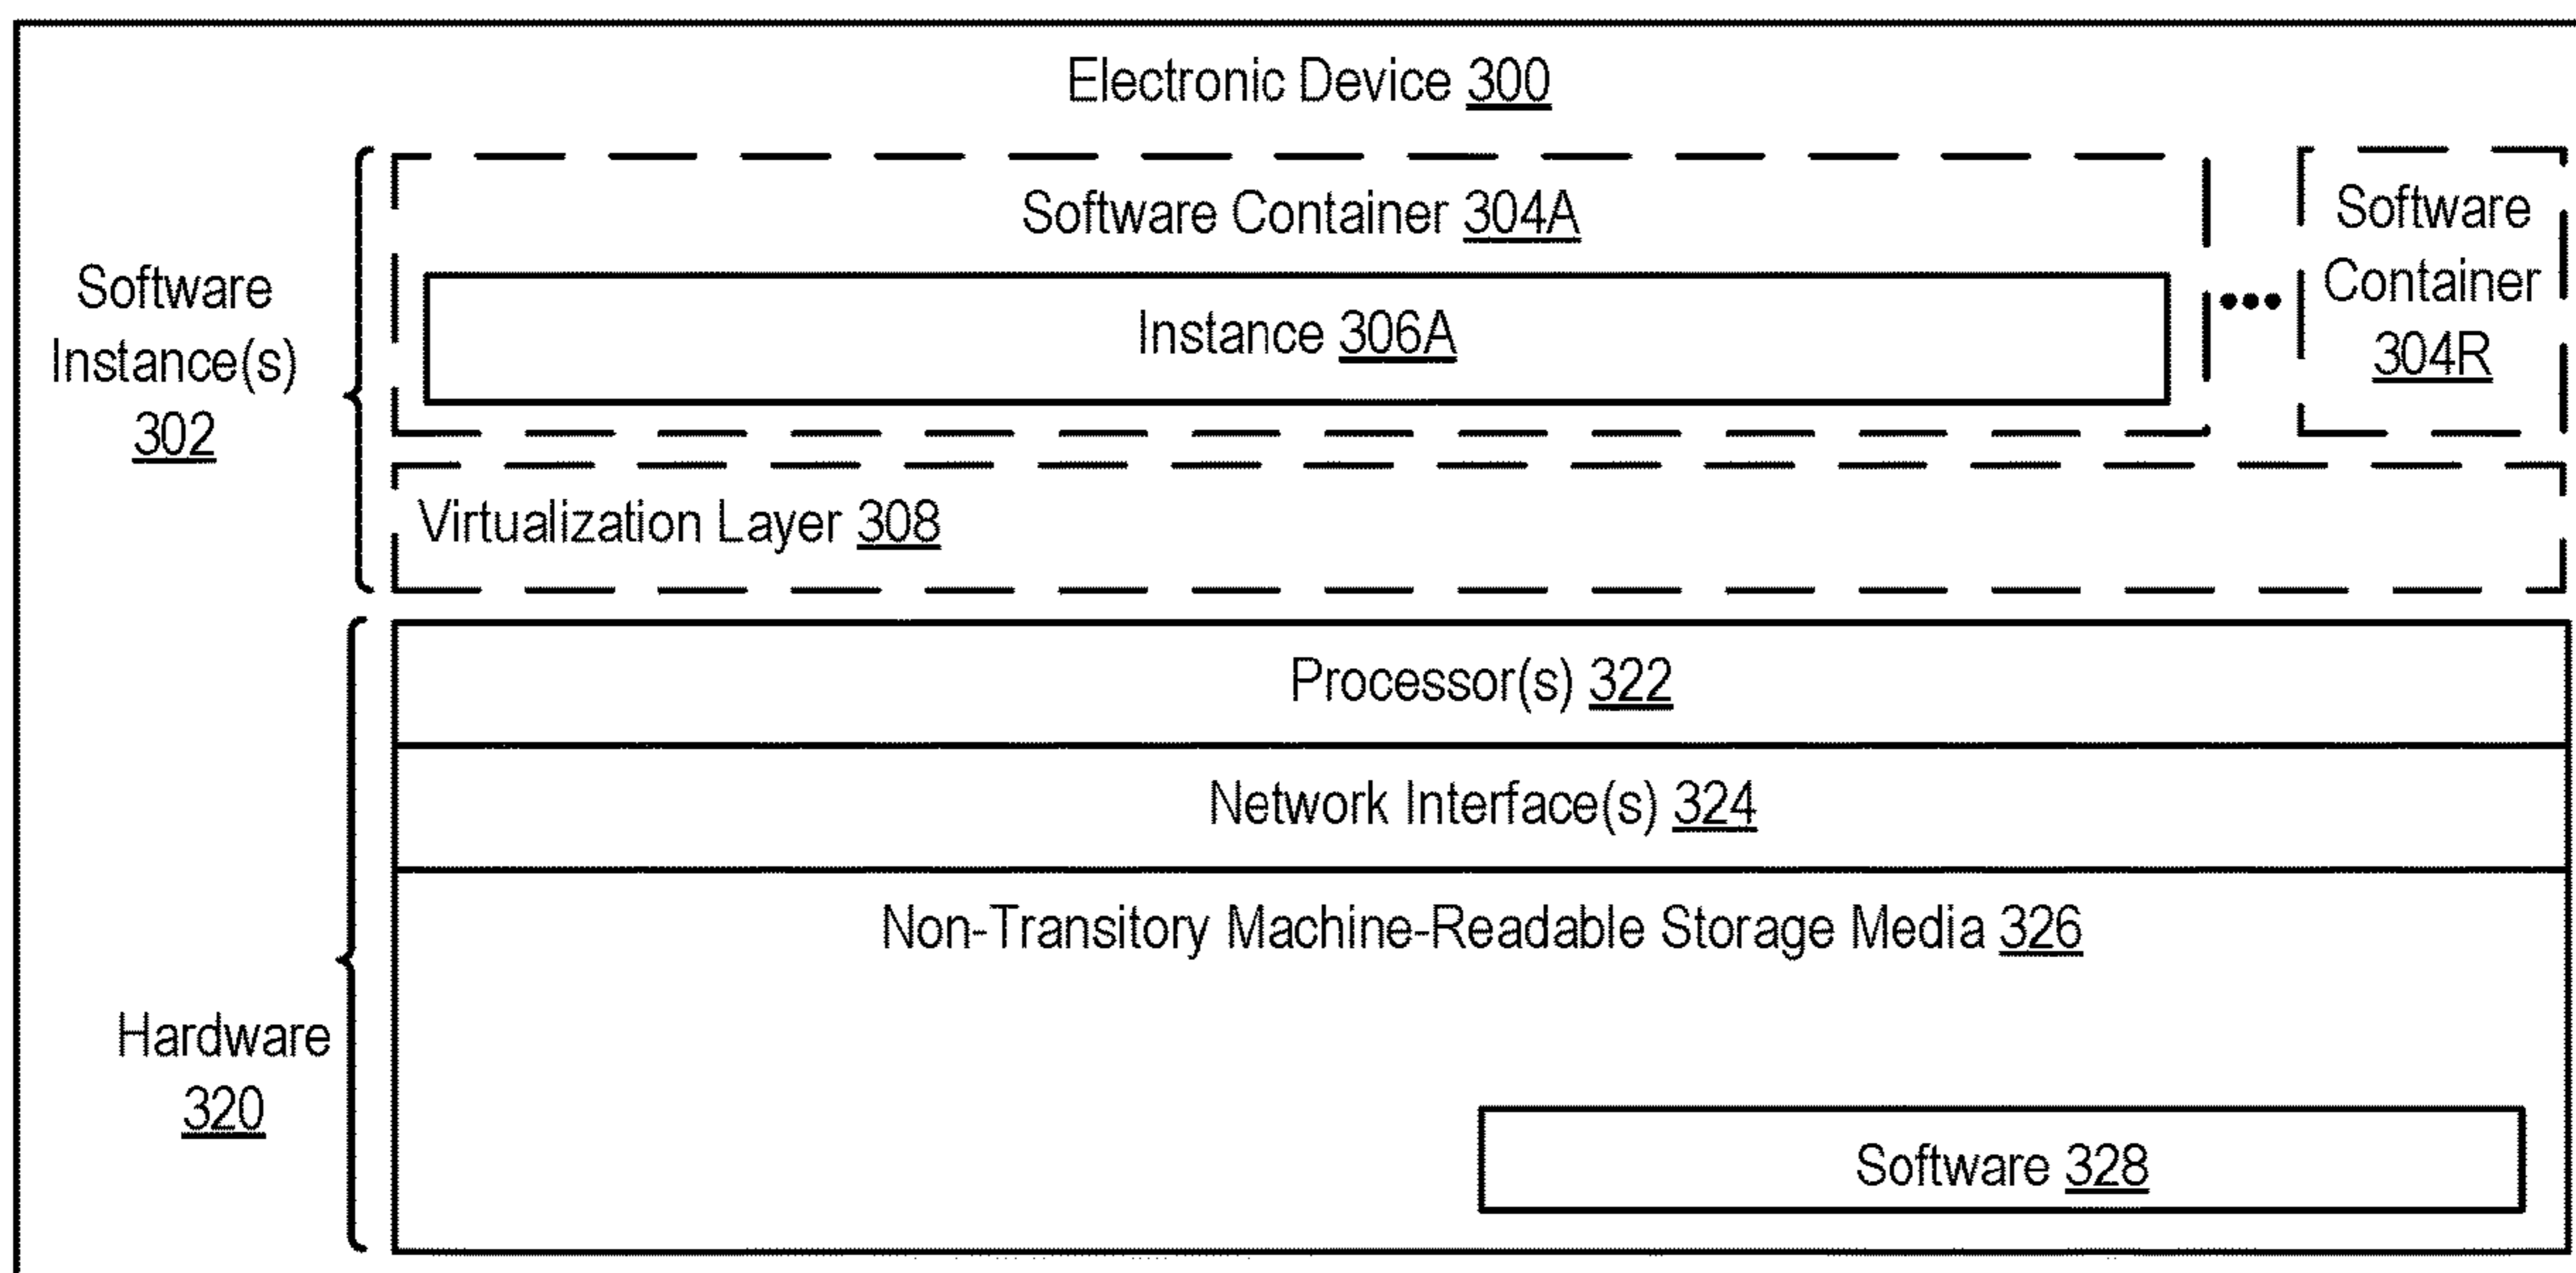 Electronic Device 300
Software Container 304A
Instance 306A
Software
Container
304R
Software
Instance(s)
302
Virtualization Layer 308
Processor(s) 322
Network Interface(s) 324
Non-Transitory Machine-Readable Storage Media 326
Hardware
320
Software 328